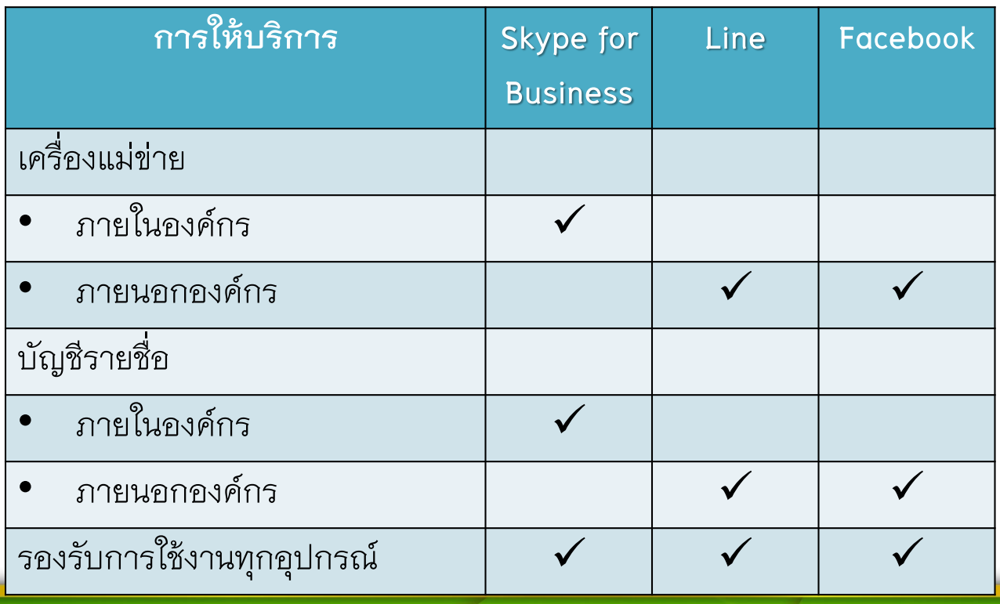 การให้บริการ Skype for Business Line Facebook
เครื่องแม่ข่าย
• ภายในองค์กร ✓
• ภายนอกองค์กร ✓ ✓
บัญชีรายชื่อ
• ภายในองค์กร ✓
• ภายนอกองค์กร ✓ ✓
รองรับการใช้งานทุกอุปกรณ์ ✓ ✓ ✓